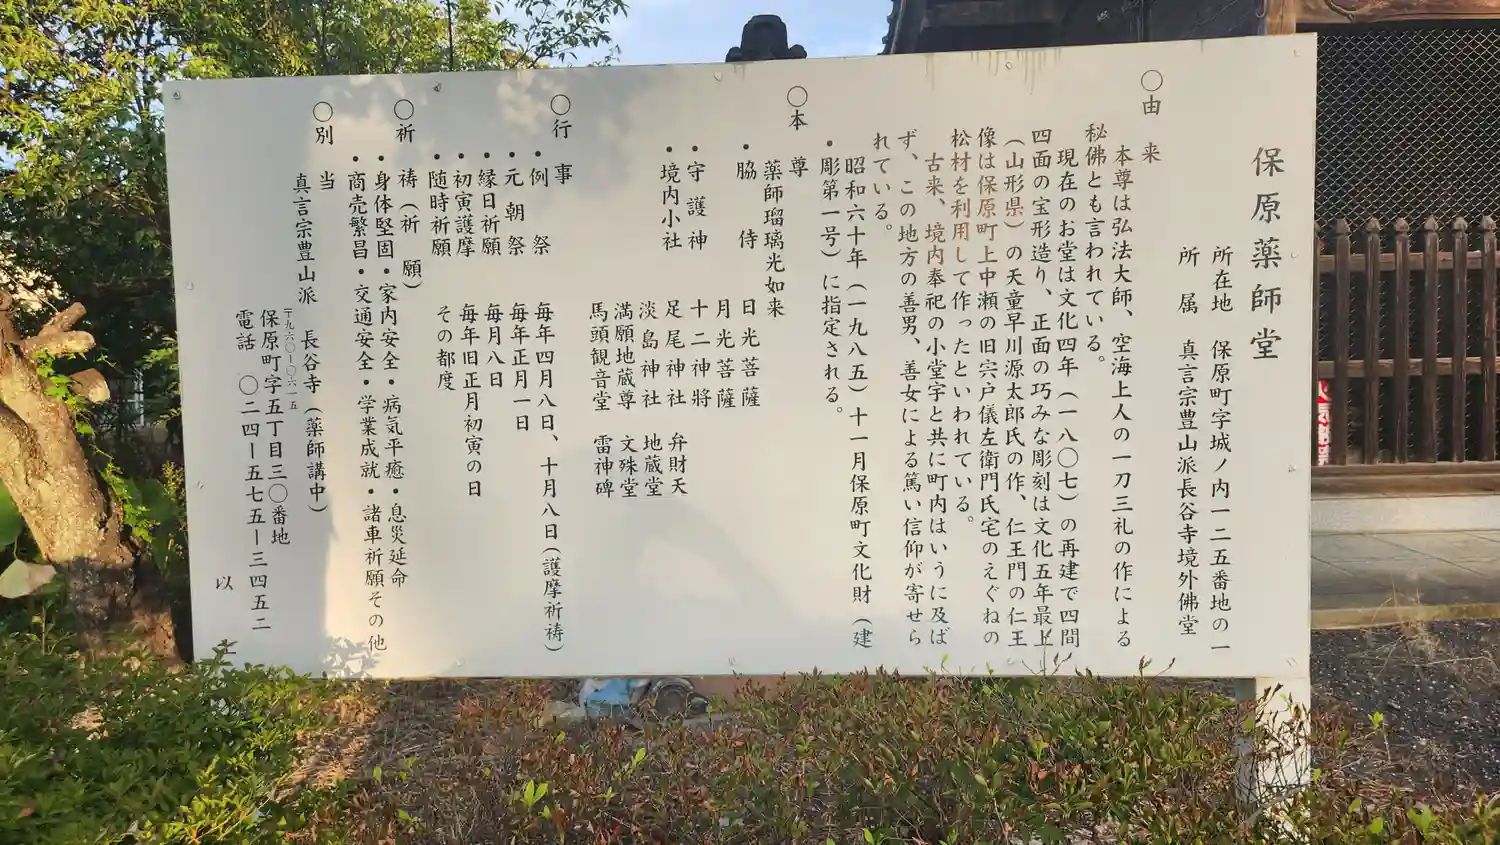 保原薬師堂
所在地 保原町字城ノ内一二五番地の一
所属 真言宗豊山派長谷寺境外佛堂
○由来
本尊は弘法大師、空海上人の一刀三礼の作による
秘佛とも言われている。
現在のお堂は文化四年（一八〇七）の再建で四間
四面の宝形造り、正面の巧みな彫刻は文化五年最上
（山形県）の天童早川源太郎氏の作、仁王門の仁王
像は保原町上中瀬の旧宍戸儀左衛門氏宅のえぐねの
松材を利用して作ったといわれている。
古来、境内奉祀の小堂宇と共に町内はいうに及ば
ず、この地方の善男、善女による篤い信仰が寄せら
れている。
昭和六十年（一九八五）十一月保原町文化財（建
・彫第一号）に指定される。
○本尊
薬師瑠璃光如来
・脇侍 日光菩薩
月光菩薩
・守護神 十二神將
・境内小社 足尾神社 弁財天
淡島神社 地蔵堂
満願地蔵尊 文殊堂
馬頭観音堂 雷神碑
○行事
・例祭 毎年四月八日、十月八日（護摩祈祷）
・元朝祭 毎年正月一日
・縁日祈願 毎月八日
・初寅護摩 毎年旧正月初寅の日
・随時祈願 その都度
○祈祷（祈願）
・身体堅固・家内安全・病気平癒・息災延命
・商売繁昌・交通安全・学業成就・諸車祈願その他
○別当
真言宗豊山派 長谷寺（薬師講中）
〒九六〇－〇六一五
保原町字五丁目三〇番地
電話 〇二四－五七五－三四五二
以上